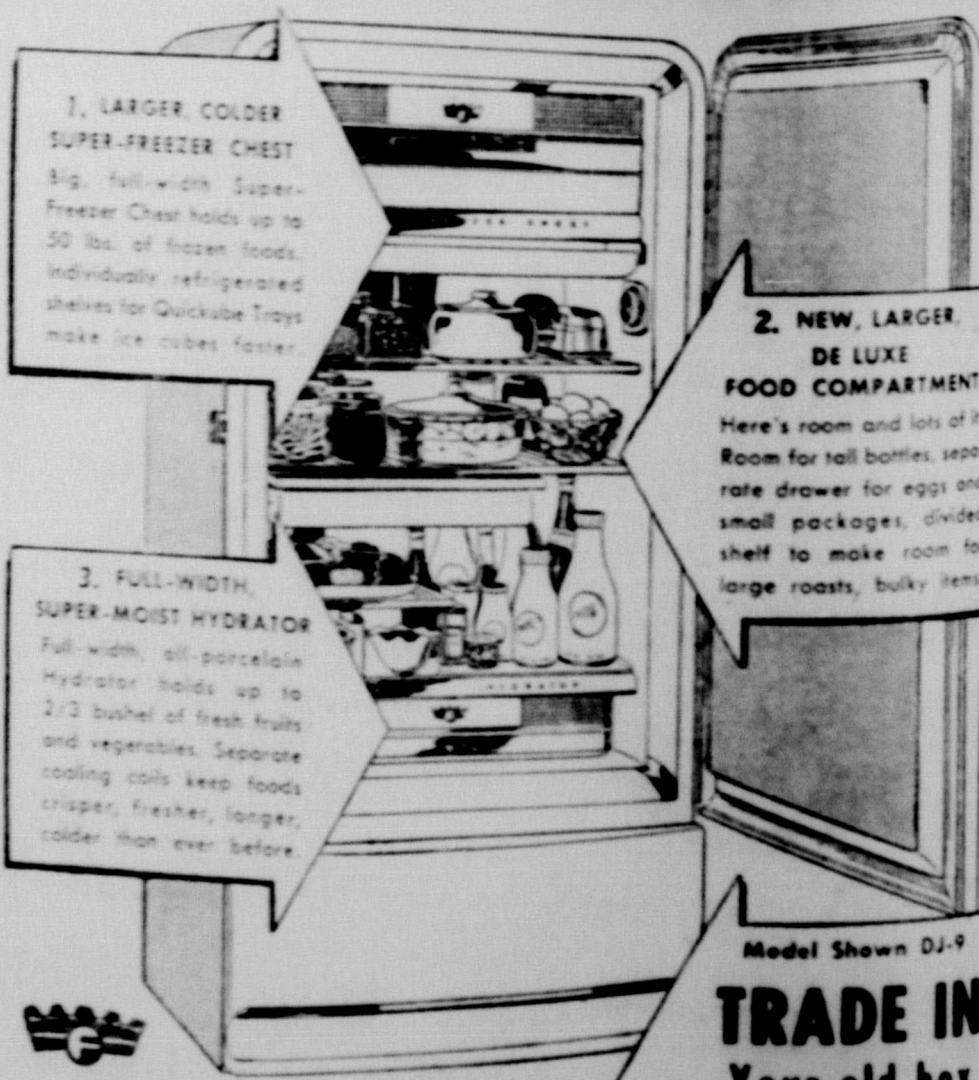 1. LARGER, COLDER
SUPER-FREEZER CHEST
Big, full-width Super-
Freezer Chest holds up to
50 lbs. of frozen foods.
Individually refrigerated
shelves for Quickube Trays
make ice cubes faster.
2. NEW, LARGER,
DE LUXE
FOOD COMPARTMENT
Here's room and lots of i
Room for tall bottles, sepa
rate drawer for eggs and
small packages, divided
shelf to make room fo
large roasts, bulky items
3. FULL-WIDTH,
SUPER-MOIST HYDRATOR
Full-width, all-porcelain
Hydrator holds up to
2/3 bushel of fresh fruits
and vegetables. Separate
cooling coils keep foods
crisper, fresher, longer,
colder than ever before.
CHEST
HYDRATOR
Model Shown DJ-9
TRADE IN
Your old box
F